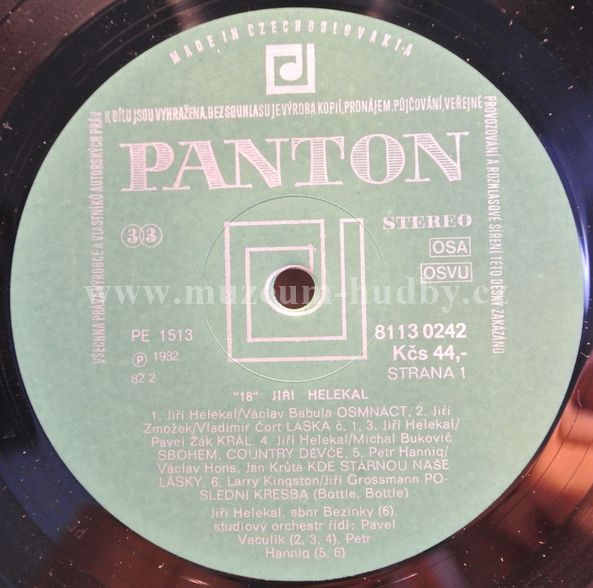 MADE IN CZECHOSLOVAKIA
VŠECHNA PRÁVA VÝROBCE A VLASTNÍKŮ AUTORSKÝCH PRÁV
K DÍLU JSOU VYHRAŽENA, BEZ SOUHLASU JE VÝROBA KOPIÍ, PRONÁJEM, PŮJČOVÁNÍ, VEŘEJNÉ
PROVOZOVÁNÍ A ROZHLASOVÉ ŠÍŘENÍ TÉTO DESKY ZAKÁZÁNO
PANTON
33
STEREO
OSA
OSVU
www.muzeum-hudby.cz
PE 1513
℗ 1982
82 2
8113 0242
Kčs 44,-
STRANA 1
"18" JIŘÍ HELEKAL
1. Jiří Helekal/Václav Babula OSMNÁCT, 2. Jiří
Zmožek/Vladimír Čort LÁSKA č. 1, 3. Jiří Helekal/
Pavel Žák KRÁL, 4. Jiří Helekal/Michal Bukovič
SBOHEM, COUNTRY DĚVČE, 5. Petr Hannig/
Václav Hons, Jan Krůta KDE STÁRNOU NAŠE
LÁSKY, 6. Larry Kingston/Jiří Grossmann PO-
SLEDNÍ KRESBA (Bottle, Bottle)
Jiří Helekal, sbor Bezinky (6).
studiový orchestr řídí: Pavel
Vaculík (2, 3, 4), Petr
Hannig (5, 6)